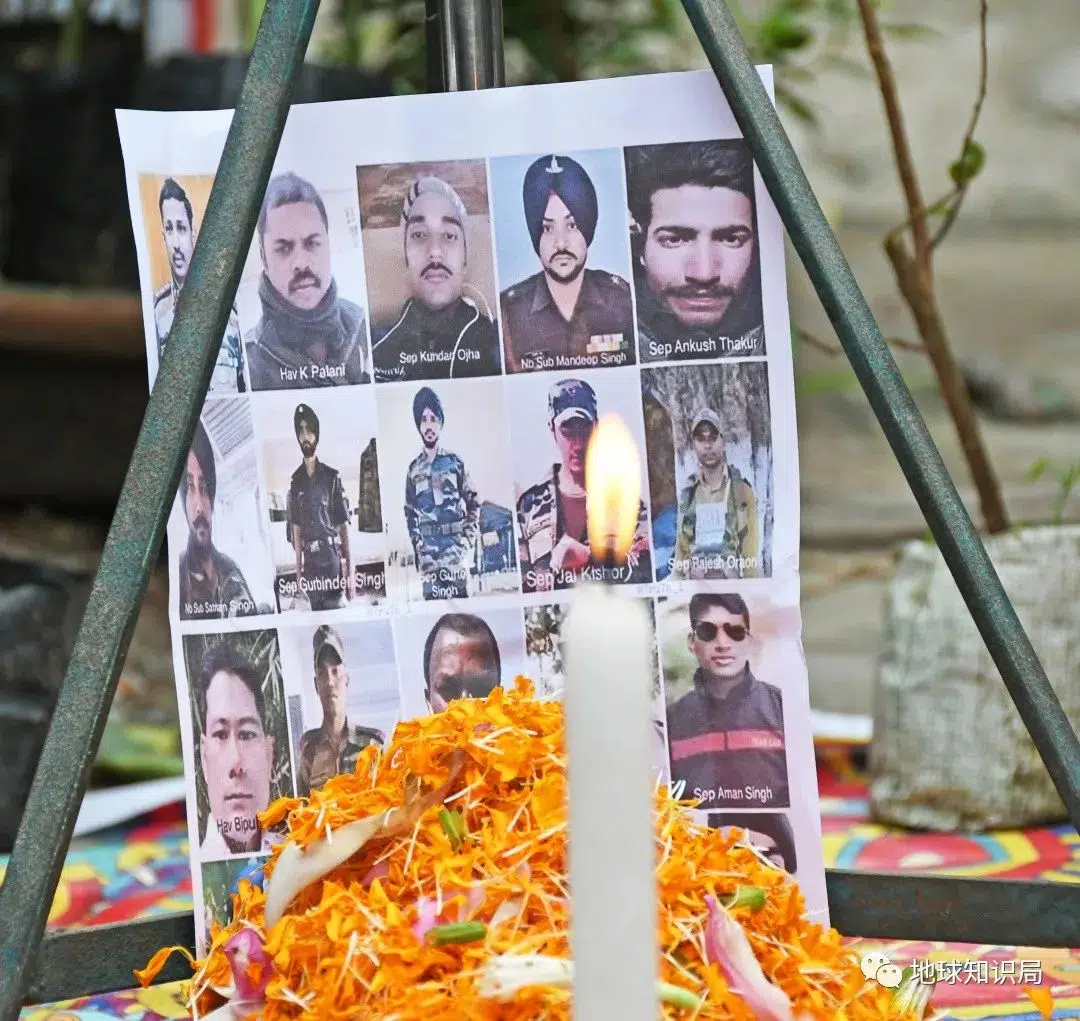 Hav K Palani
Sep Kundan Ojha
Nb Sub Mandeep Singh
Sep Ankush Thakur
Nb Sub Satnam Singh
Sep Gurbinder Singh
Sep Gurtej
Singh
Sep Jai Kishor
Sep Rajesh Oraon
Hav Bipul
Roy
Sep Aman Singh
地球知识局